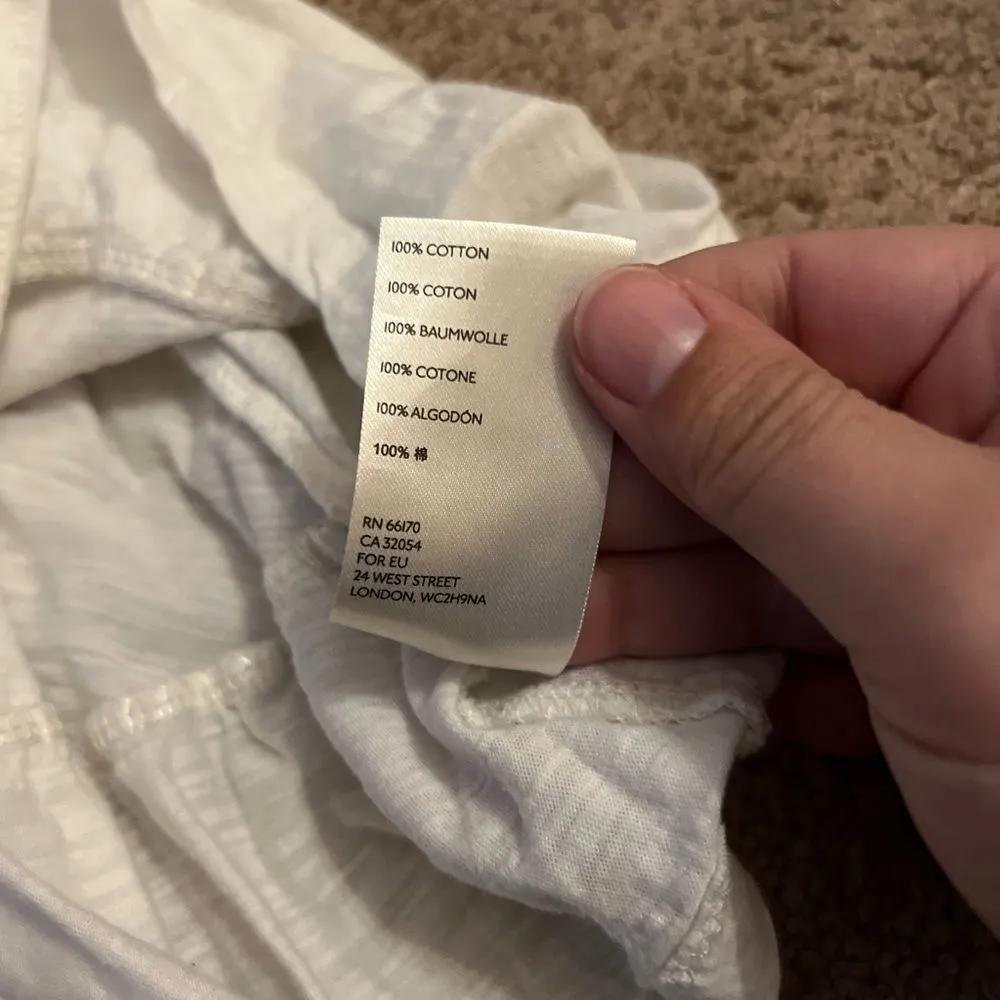 100% COTTON
100% COTON
100% BAUMWOLLE
100% COTONE
100% ALGODÓN
100% 棉
RN 66170
CA 32054
FOR EU
24 WEST STREET
LONDON, WC2H9NA